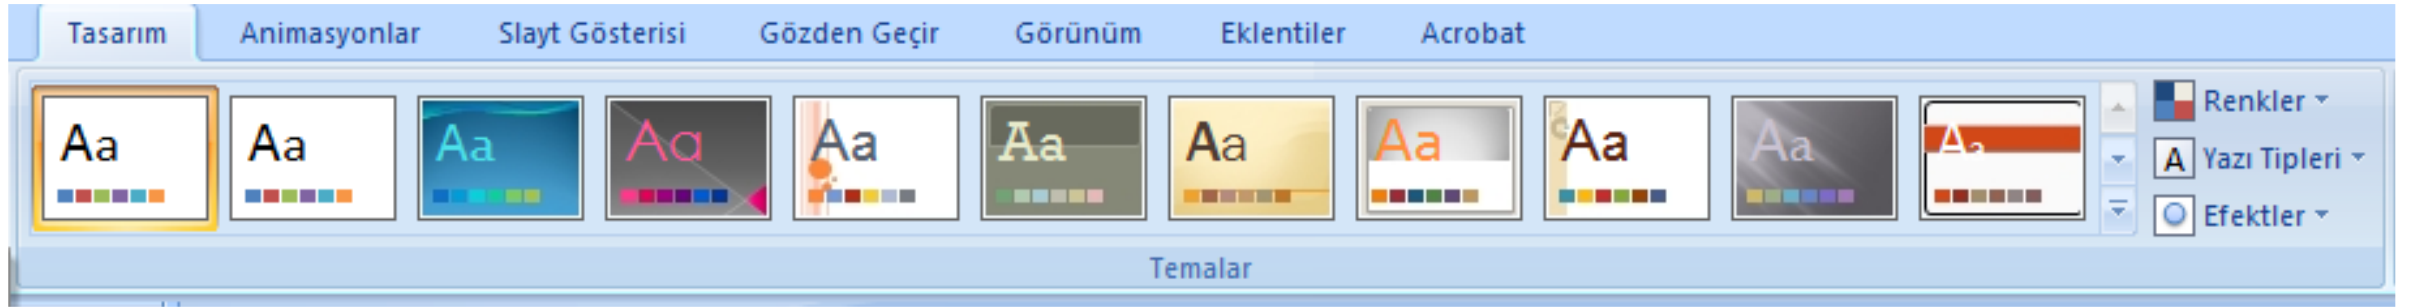 Tasarım Animasyonlar Slayt Gösterisi Gözden Geçir Görünüm Eklentiler Acrobat
Aa Aa Aa Aa Aa Aa Aa Aa Aa Aa Aa
Renkler
A Yazı Tipleri
Efektler
Temalar